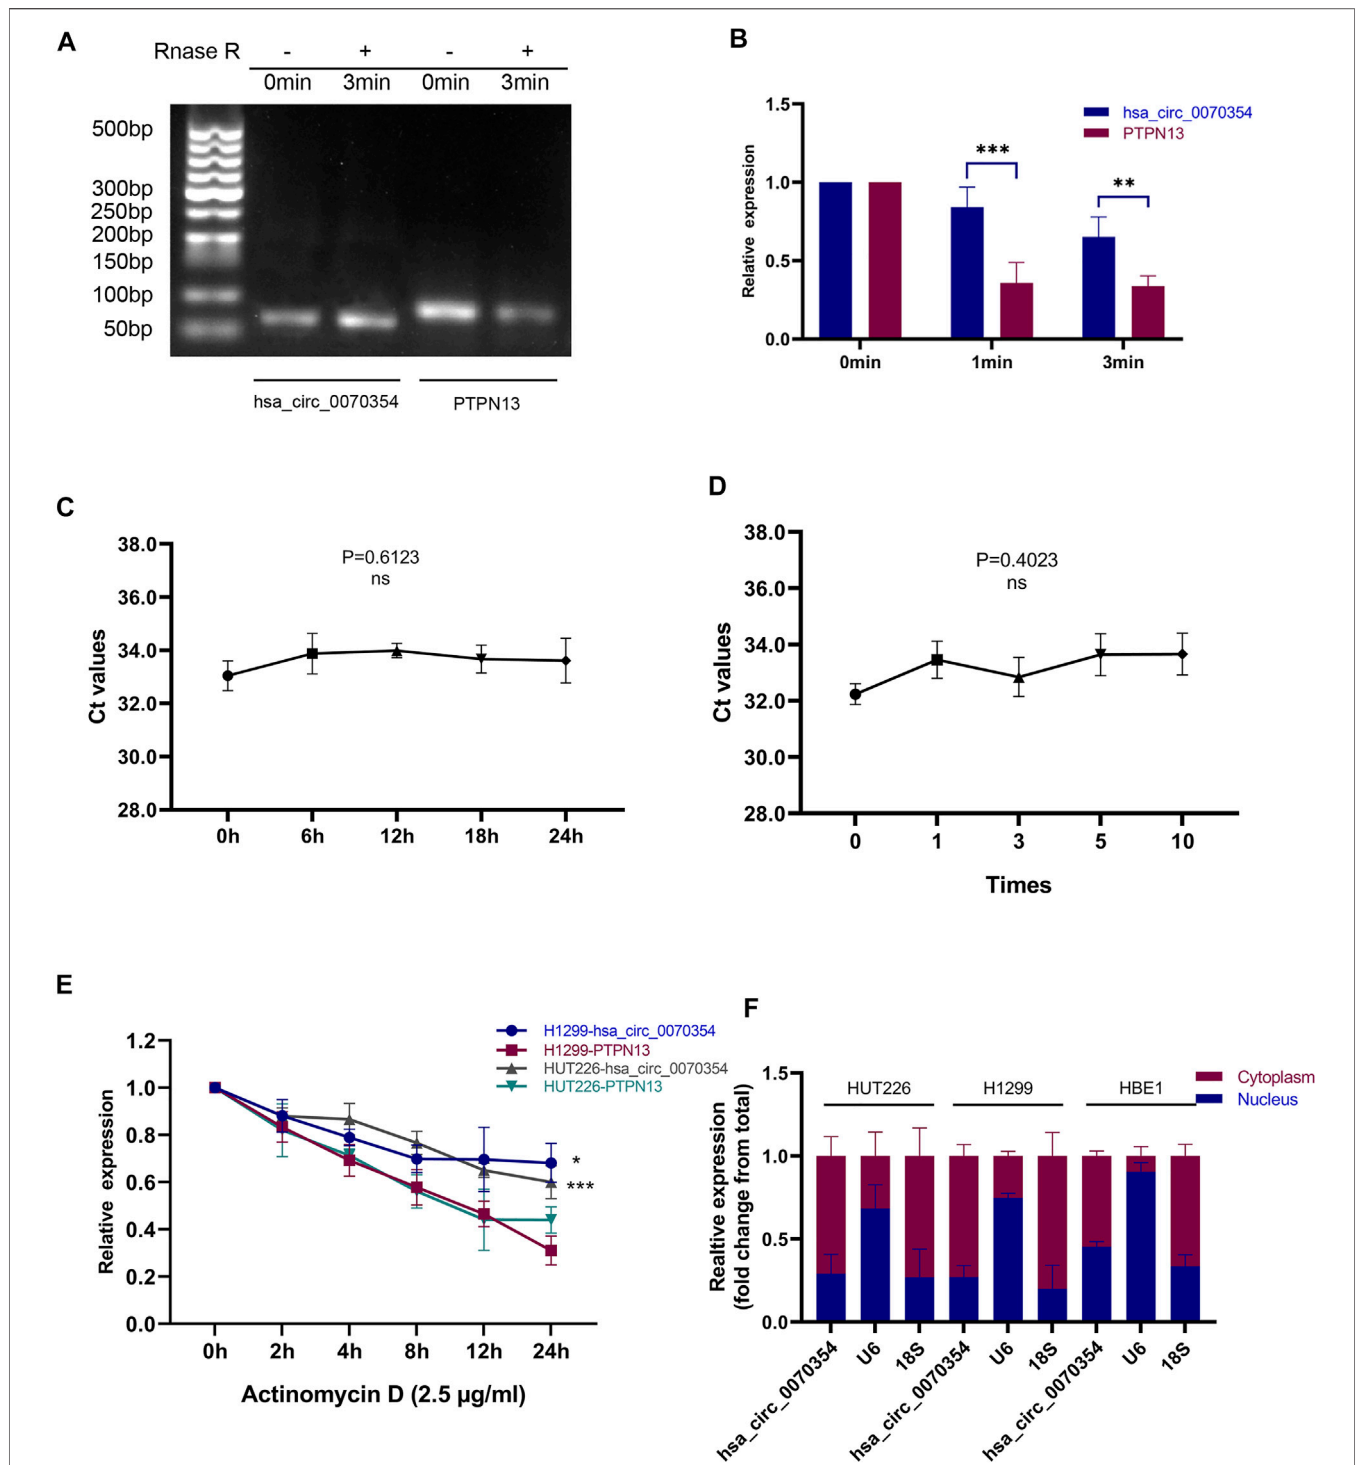 A
Rnase R - + - +
0min 3min 0min 3min
500bp
300bp
250bp
200bp
150bp
100bp
50bp
hsa_circ_0070354 PTPN13
B
hsa_circ_0070354
PTPN13
Relative expression
1.5
1.0
0.5
0.0
***
**
0min 1min 3min
C
Ct values
38.0
36.0
34.0
32.0
30.0
28.0
P=0.6123
ns
0h 6h 12h 18h 24h
D
Ct values
38.0
36.0
34.0
32.0
30.0
28.0
P=0.4023
ns
0 1 3 5 10
Times
E
H1299-hsa_circ_0070354
H1299-PTPN13
HUT226-hsa_circ_0070354
HUT226-PTPN13
Relative expression
1.2
1.0
0.8
0.6
0.4
0.2
0.0
*
***
0h 2h 4h 8h 12h 24h
Actinomycin D (2.5 μg/ml)
F
Cytoplasm
Nucleus
HUT226 H1299 HBE1
Realtive expression
(fold change from total)
1.5
1.0
0.5
0.0
hsa_circ_0070354 U6 18S hsa_circ_0070354 U6 18S hsa_circ_0070354 U6 18S